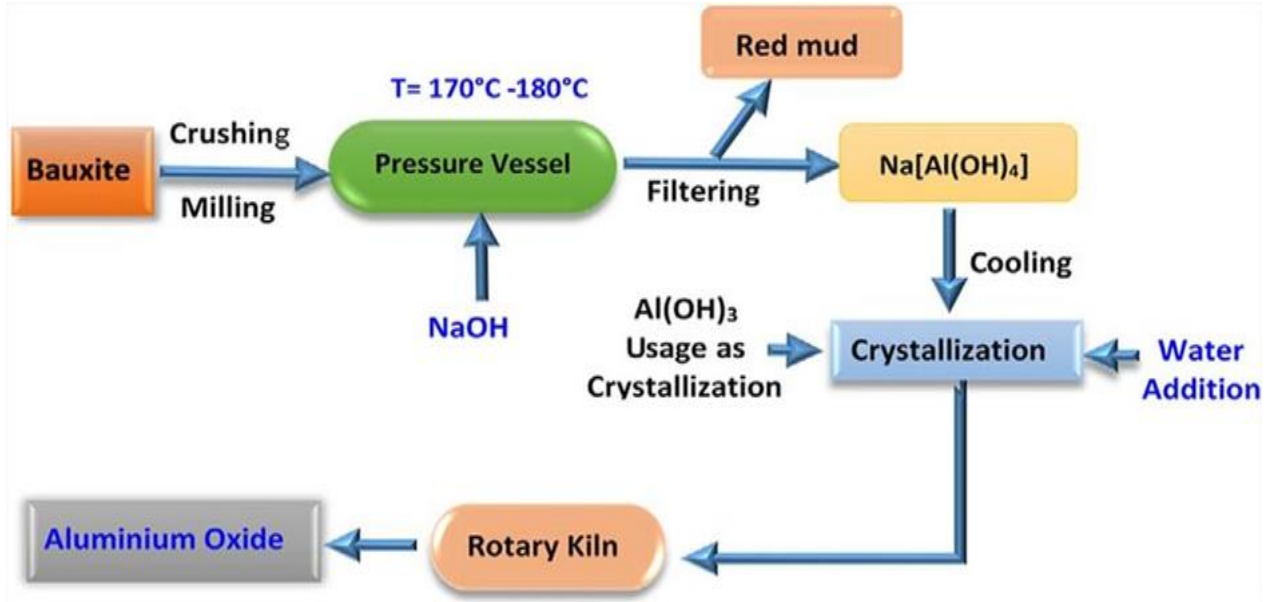 Red mud
T= 170°C -180°C
Bauxite
Crushing
Milling
Pressure Vessel
Filtering
Na[Al(OH)₄]
NaOH
Cooling
Al(OH)₃
Usage as
Crystallization
Crystallization
Water
Addition
Aluminium Oxide
Rotary Kiln